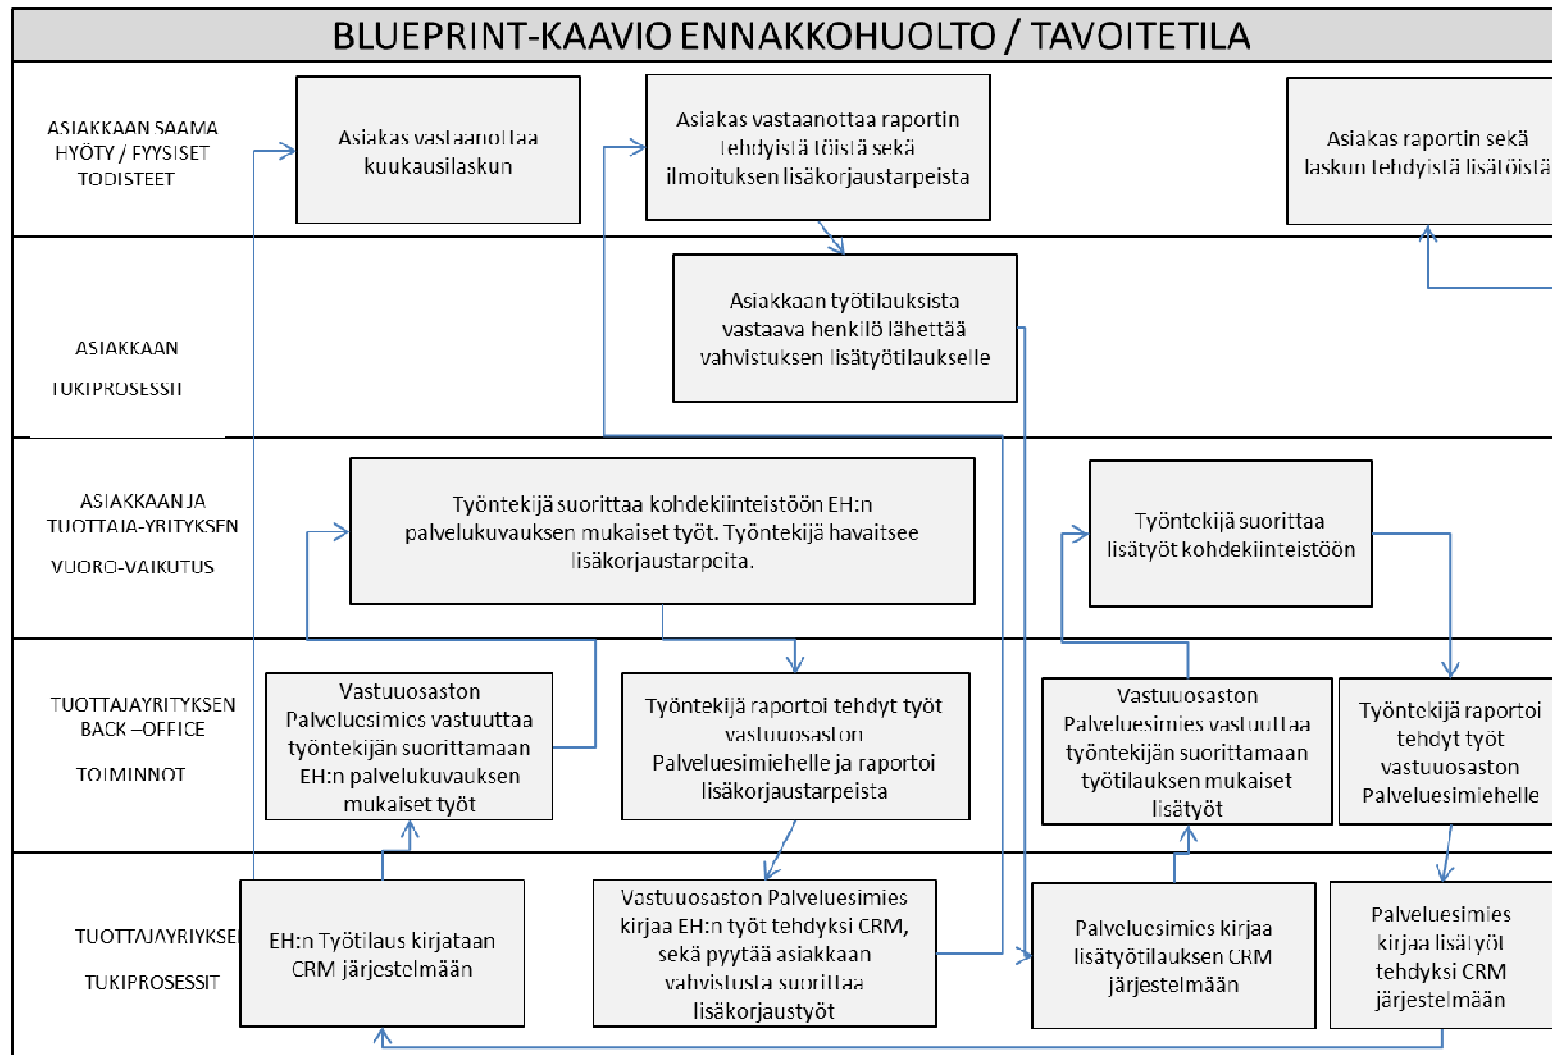 BLUEPRINT-KAAVIO ENNAKKOHUOLTO / TAVOITETILA
ASIAKKAAN SAAMA
HYÖTY / FYYSISET
TODISTEET
Asiakas vastaanottaa
kuukausilaskun
Asiakas vastaanottaa raportin
tehdyistä töistä sekä
ilmoituksen lisäkorjaustarpeista
Asiakas raportin sekä
laskun tehdyistä lisätöistä
ASIAKKAAN
TUKIPROSESSIT
Asiakkaan työtilauksista
vastaava henkilö lähettää
vahvistuksen lisätyötilaukselle
ASIAKKAAN JA
TUOTTAJA-YRITYKSEN
VUORO-VAIKUTUS
Työntekijä suorittaa kohdekiinteistöön EH:n
palvelukuvauksen mukaiset työt. Työntekijä havaitsee
lisäkorjaustarpeita.
Työntekijä suorittaa
lisätyöt kohdekiinteistöön
TUOTTAJAYRITYKSEN
BACK –OFFICE
TOIMINNOT
Vastuuosaston
Palveluesimies vastuuttaa
työntekijän suorittamaan
EH:n palvelukuvauksen
mukaiset työt
Työntekijä raportoi tehdyt työt
vastuuosaston
Palveluesimiehelle ja raportoi
lisäkorjaustarpeista
Vastuuosaston
Palveluesimies vastuuttaa
työntekijän suorittamaan
työtilauksen mukaiset
lisätyöt
Työntekijä raportoi
tehdyt työt
vastuuosaston
Palveluesimiehelle
TUOTTAJAYRIYKSE
TUKIPROSESSIT
EH:n Työtilaus kirjataan
CRM järjestelmään
Vastuuosaston Palveluesimies
kirjaa EH:n työt tehdyksi CRM,
sekä pyytää asiakkaan
vahvistusta suorittaa
lisäkorjaustyöt
Palveluesimies kirjaa
lisätyötilauksen CRM
järjestelmään
Palveluesimies
kirjaa lisätyöt
tehdyksi CRM
järjestelmään